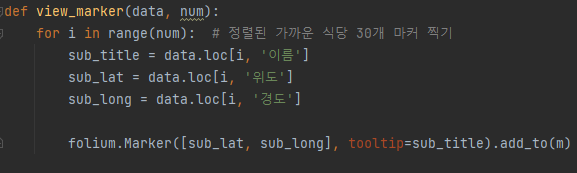 def view_marker(data, num):
    for i in range(num):  # 정렬된 가까운 식당 30개 마커 찍기
        sub_title = data.loc[i, '이름']
        sub_lat = data.loc[i, '위도']
        sub_long = data.loc[i, '경도']
        folium.Marker([sub_lat, sub_long], tooltip=sub_title).add_to(m)